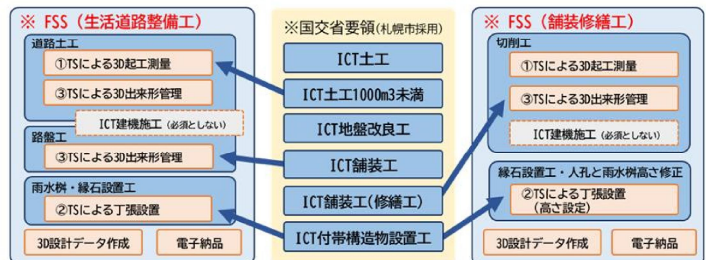 ※ FSS（生活道路整備工）
道路土工
①TSによる3D起工測量
③TSによる3D出来形管理
ICT建機施工（必須としない）
路盤工
③TSによる3D出来形管理
雨水桝・縁石設置工
②TSによる丁張設置
3D設計データ作成
電子納品
※国交省要領(札幌市採用)
ICT土工
ICT土工1000m3未満
ICT地盤改良工
ICT舗装工
ICT舗装工(修繕工)
ICT付帯構造物設置工
※ FSS（舗装修繕工）
切削工
①TSによる3D起工測量
③TSによる3D出来形管理
ICT建機施工（必須としない）
縁石設置工・人孔と雨水桝高さ修正
②TSによる丁張設置
（高さ設定）
3D設計データ作成
電子納品